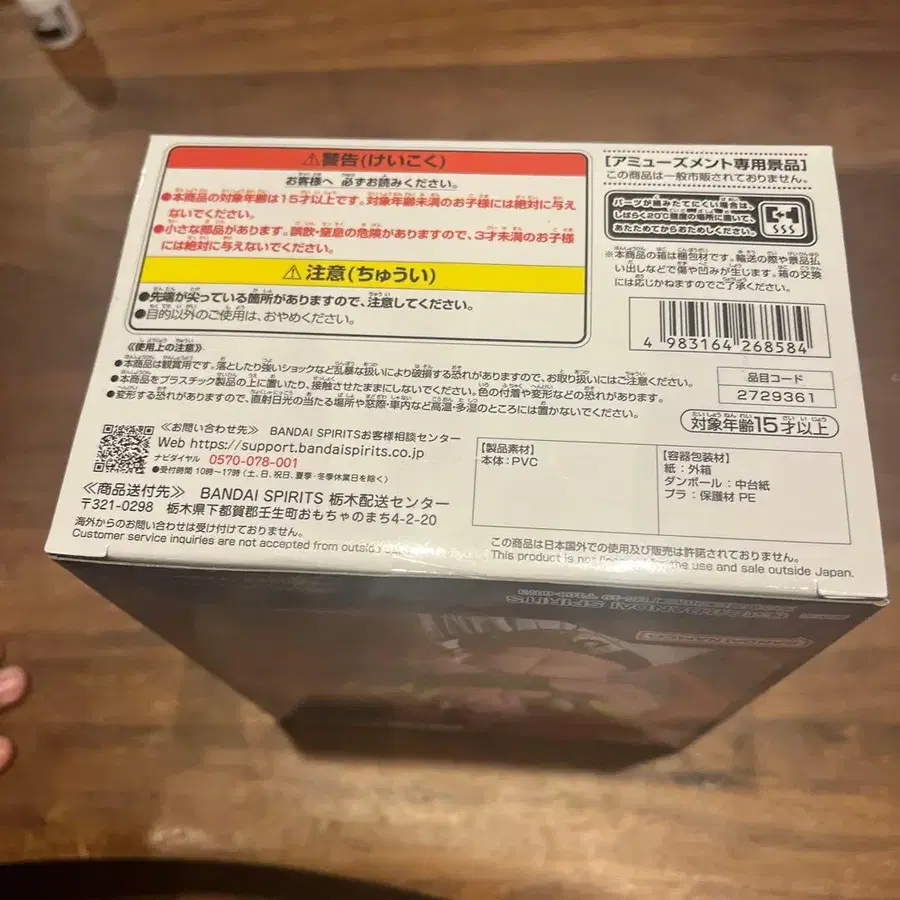 ⚠警告(けいこく)
お客様へ 必ずお読みください。
●本商品の対象年齢は15才以上です。対象年齢未満のお子様には絶対に与え
ないでください。
●小さな部品があります。誤飲・窒息の危険がありますので、3才未満のお子様
には絶対に与えないでください。
⚠注意(ちゅうい)
●先端が尖っている箇所がありますので、注意してください。
●目的以外のご使用は、おやめください。
《使用上の注意》
●本商品は観賞用です。落としたり強いショックなど乱暴な扱いにより破損する恐れがありますので、お取り扱いにはご注意ください。
●本商品をプラスチック製品の上に置いたり、接触させたままにしないでください。色の付着や変形などの恐れがあります。
●変形する恐れがありますので、直射日光の当たる場所や窓際・車内など高温・多湿のところには置かないでください。
《お問い合わせ先》 BANDAI SPIRITSお客様相談センター
Web https://support.bandaispirits.co.jp
ナビダイヤル 0570-078-001
●受付時間 10時〜17時(土、日、祝日、夏季・冬季休業日を除く)
《商品送付先》 BANDAI SPIRITS 栃木配送センター
〒321-0298 栃木県下都賀郡壬生町おもちゃのまち4-2-20
海外からのお問い合わせは受け付けておりません。
Customer service inquiries are not accepted from outside
[アミューズメント専用景品]
この商品は一般市販されておりません。
パーツが組みたてにくい場合は、
しばらく20℃程度の場所に置いて、
あたためてからおためしください。
※本商品の箱は梱包材です。輸送の際や景品払
い出しなどで傷や凹みが生じます。箱の交換
には応じかねますのでご了承ください。
4 983164 268584
品目コード
2729361
対象年齢15才以上
【製品素材】
本体：PVC
【容器包装材】
紙：外箱
ダンボール：中台紙
プラ：保護材 PE
この商品は日本国外での使用及び販売は許諾されておりません。
This product is not the use and sale outside Japan.
BANDAI SPIRITS